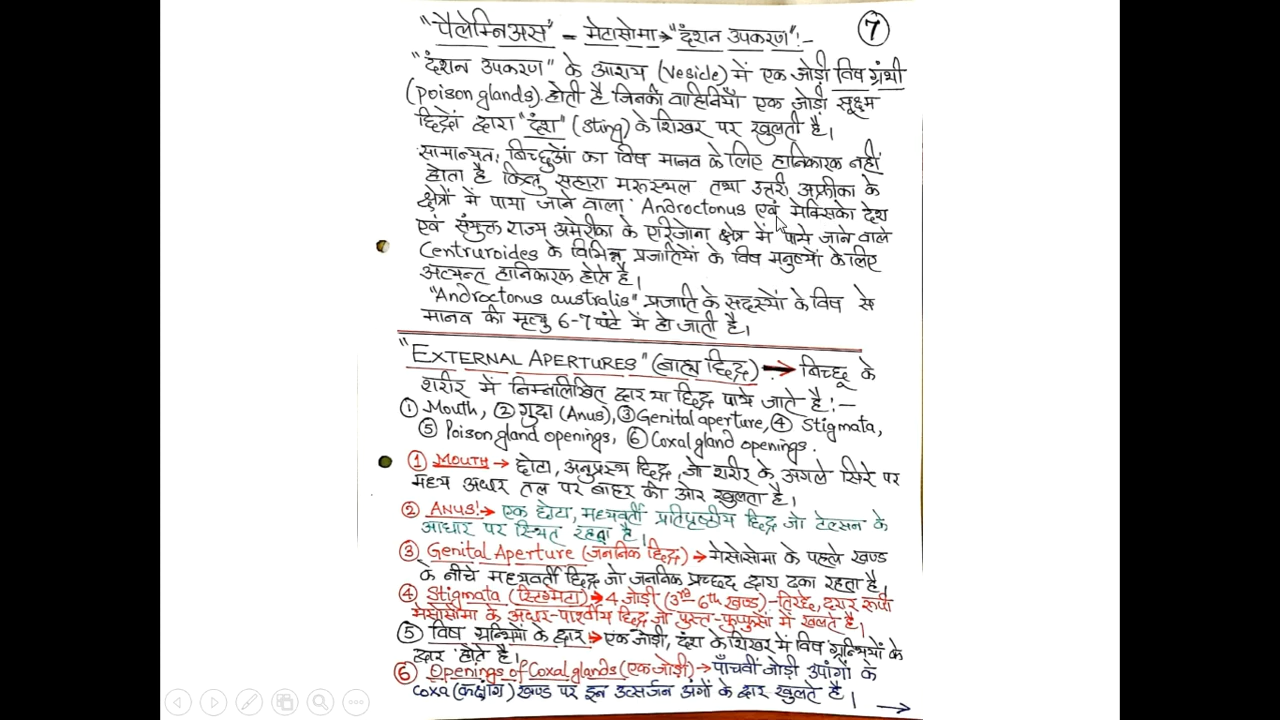 "पैलेम्निअस" – मेटासोमा → "दंशन उपकरण" :– 7
"दंशन उपकरण" के आशय (Vesicle) में एक जोड़ी विष ग्रंथी
(Poison glands) होती है जिनकी वाहिनियाँ एक जोड़ी सूक्ष्म
छिद्रों द्वारा "दंश" (Sting) के शिखर पर खुलती हैं।
सामान्यतः बिच्छुओं का विष मानव के लिए हानिकारक नहीं
होता है किन्तु सहारा मरूस्थल तथा उत्तरी अफ्रीका के
क्षेत्रों में पाया जाने वाला Androctonus एवं मेक्सिको देश
एवं संयुक्त राज्य अमेरीका के एरिजोना क्षेत्र में पाये जाने वाले
Centruroides के विभिन्न प्रजातियों के विष मनुष्यों के लिए
अत्यन्त हानिकारक होते हैं।
"Androctonus australis" प्रजाति के सदस्यों के विष से
मानव की मृत्यु 6-7 घंटे में हो जाती है।
"EXTERNAL APERTURES" (बाह्य छिद्र) → बिच्छू के
शरीर में निम्नलिखित द्वार या छिद्र पाये जाते है :–
① Mouth, ② गुदा (Anus), ③ Genital aperture, ④ Stigmata,
⑤ Poison gland openings, ⑥ Coxal gland openings.
① MOUTH → छोटा, अनुप्रस्थ छिद्र, जो शरीर के अगले सिरे पर
मध्य अधर तल पर बाहर की ओर खुलता है।
② ANUS :→ एक छोटा, मध्यवर्ती प्रतिपृष्ठीय छिद्र जो टेल्सन के
आधार पर स्थित रहता है।
③ Genital Aperture (जननिक छिद्र) → मेसोसोमा के पहले खण्ड
के नीचे मध्यवर्ती छिद्र जो जननिक प्रच्छद द्वारा ढका रहता है।
④ Stigmata (स्टिग्मेटा) → 4 जोड़ी (3rd-6th खण्ड) - तिरछे, दरार रूपी
मेसोसोमा के अधर-पार्श्वीय छिद्र जो पुस्त-फुफ्फुसों में खुलते है।
⑤ विष ग्रन्थियों के द्वार → एक जोड़ी, दंश के शिखर में विष ग्रन्थियों के
द्वार होते है।
⑥ Openings of Coxal glands (एक जोड़ी) → पाँचवीं जोड़ी उपांगों के
Coxa (कक्षांग) खण्ड पर इन उत्सर्जन अंगों के द्वार खुलते है। →